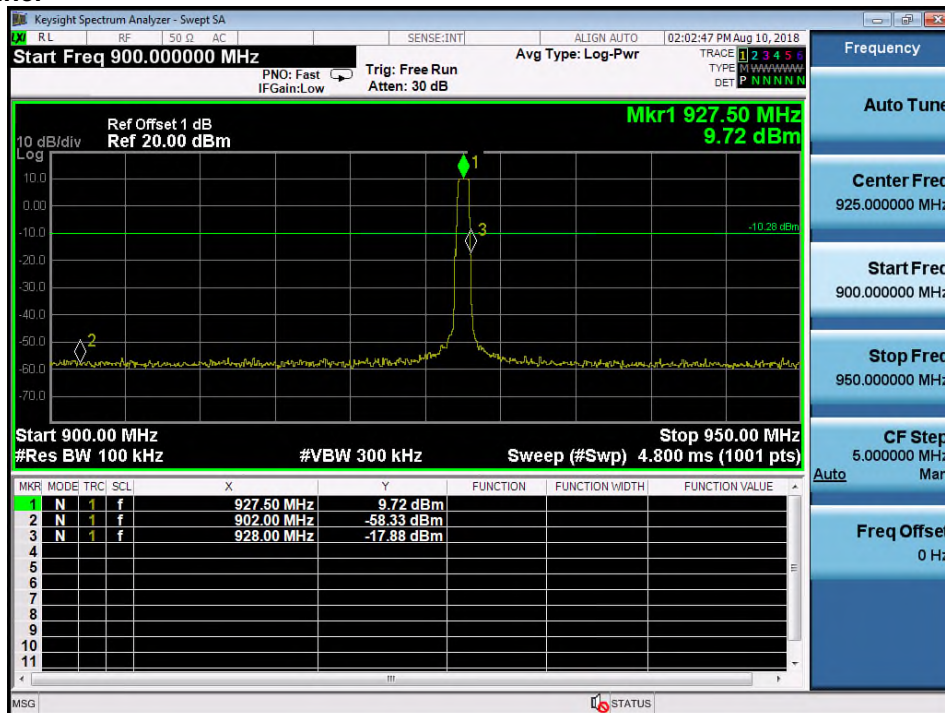 Keysight Spectrum Analyzer - Swept SA
LXI RL RF 50 Ω AC SENSE:INT ALIGN AUTO 02:02:47 PM Aug 10, 2018
Start Freq 900.000000 MHz
PNO: Fast
IFGain:Low
Trig: Free Run
Atten: 30 dB
Avg Type: Log-Pwr
TRACE 1 2 3 4 5 6
TYPE M WWWWW
DET P N N N N N
Mkr1 927.50 MHz
9.72 dBm
Ref Offset 1 dB
10 dB/div Ref 20.00 dBm
Log
10.0
0.00
-10.0
-20.0
-30.0
-40.0
-50.0
-60.0
-70.0
1
2
3
-10.28 dBm
Start 900.00 MHz Stop 950.00 MHz
#Res BW 100 kHz #VBW 300 kHz Sweep (#Swp) 4.800 ms (1001 pts)
MKR MODE TRC SCL X Y FUNCTION FUNCTION WIDTH FUNCTION VALUE
1 N 1 f 927.50 MHz 9.72 dBm
2 N 1 f 902.00 MHz -58.33 dBm
3 N 1 f 928.00 MHz -17.88 dBm
4
5
6
7
8
9
10
11
MSG STATUS
Frequency
Auto Tune
Center Freq
925.000000 MHz
Start Freq
900.000000 MHz
Stop Freq
950.000000 MHz
CF Step
5.000000 MHz
Auto Man
Freq Offset
0 Hz